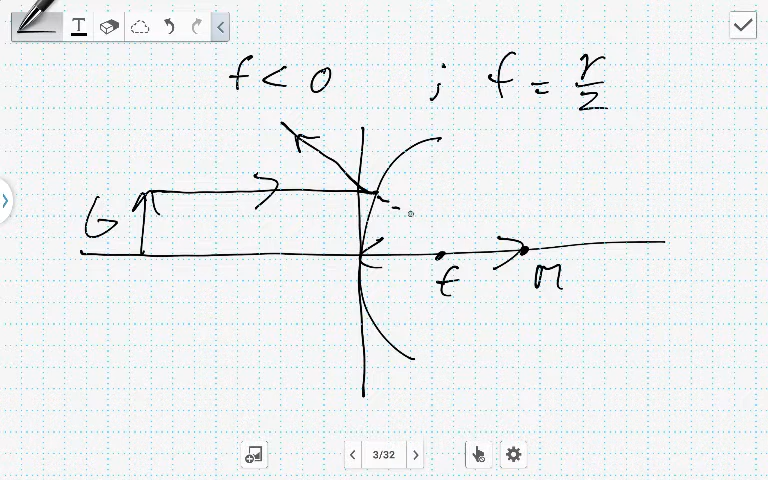 f < 0 ; f = r/2
G
F M
3/32
T